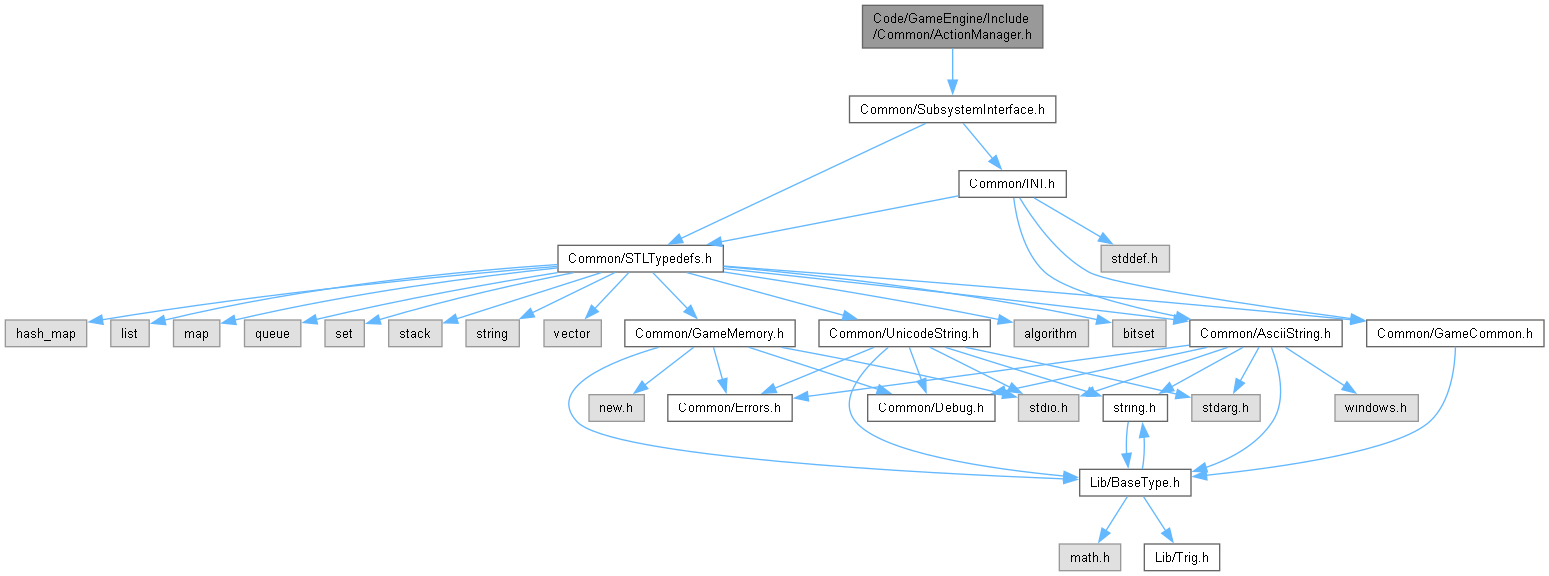 Code/GameEngine/Include
/Common/ActionManager.h
Common/SubsystemInterface.h
Common/INI.h
Common/STLTypedefs.h
stddef.h
hash_map
list
map
queue
set
stack
string
vector
Common/GameMemory.h
Common/UnicodeString.h
algorithm
bitset
Common/AsciiString.h
Common/GameCommon.h
new.h
Common/Errors.h
Common/Debug.h
stdio.h
string.h
stdarg.h
windows.h
Lib/BaseType.h
math.h
Lib/Trig.h